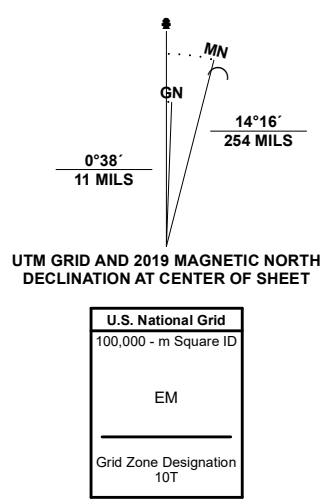 MN
GN
0°38´
11 MILS
14°16´
254 MILS
UTM GRID AND 2019 MAGNETIC NORTH
DECLINATION AT CENTER OF SHEET
U.S. National Grid
100,000 - m Square ID
EM
Grid Zone Designation
10T